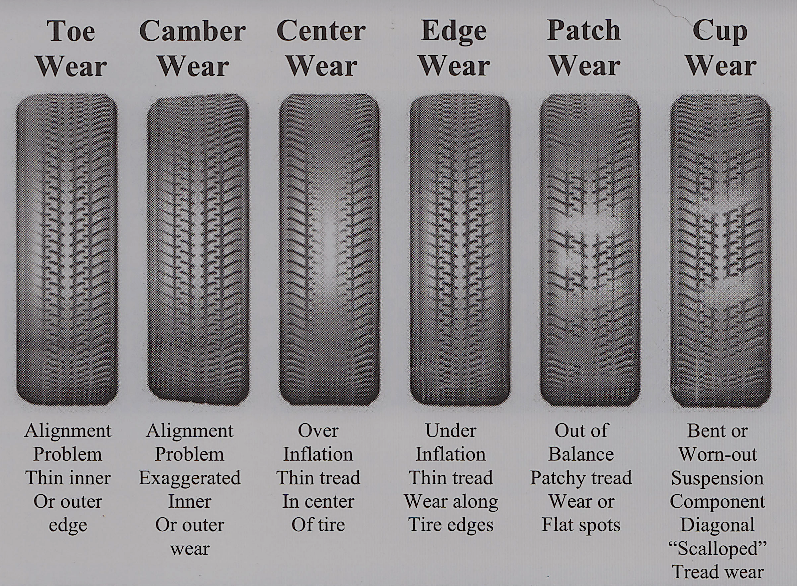 Toe
Wear
Camber
Wear
Center
Wear
Edge
Wear
Patch
Wear
Cup
Wear
Alignment
Problem
Thin inner
Or outer
edge
Alignment
Problem
Exaggerated
Inner
Or outer
wear
Over
Inflation
Thin tread
In center
Of tire
Under
Inflation
Thin tread
Wear along
Tire edges
Out of
Balance
Patchy tread
Wear or
Flat spots
Bent or
Worn-out
Suspension
Component
Diagonal
“Scalloped”
Tread wear